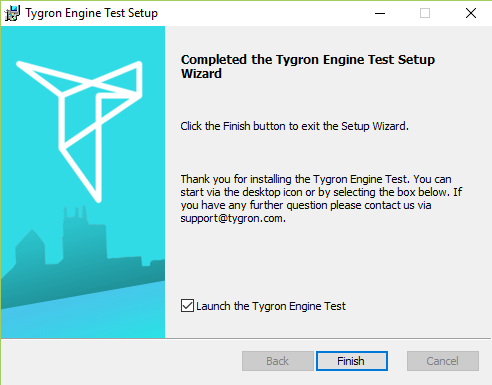 Tygron Engine Test Setup
Completed the Tygron Engine Test Setup
Wizard
Click the Finish button to exit the Setup Wizard.
Thank you for installing the Tygron Engine Test. You can
start via the desktop icon or by selecting the box below. If
you have any further question please contact us via
support@tygron.com.
Launch the Tygron Engine Test
Back
Finish
Cancel